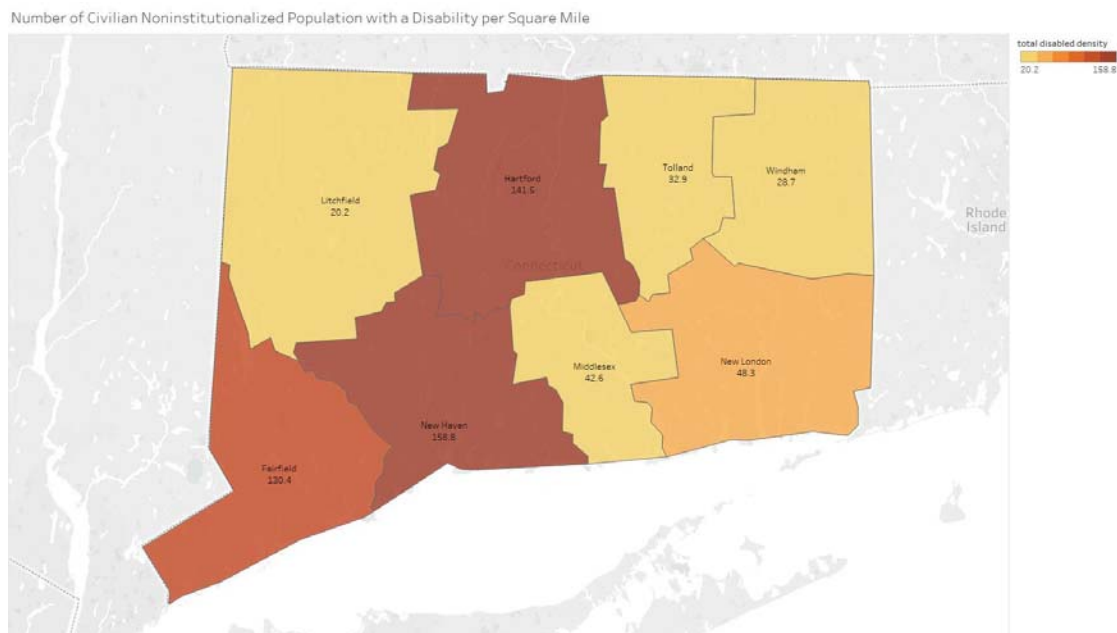 Number of Civilian Noninstitutionalized Population with a Disability per Square Mile
total disabled density
20.2 158.8
Hartford
141.5
Tolland
32.9
Windham
28.7
Litchfield
20.2
Rhode
Island
Connecticut
New London
48.3
Middlesex
42.6
New Haven
158.8
Fairfield
130.4